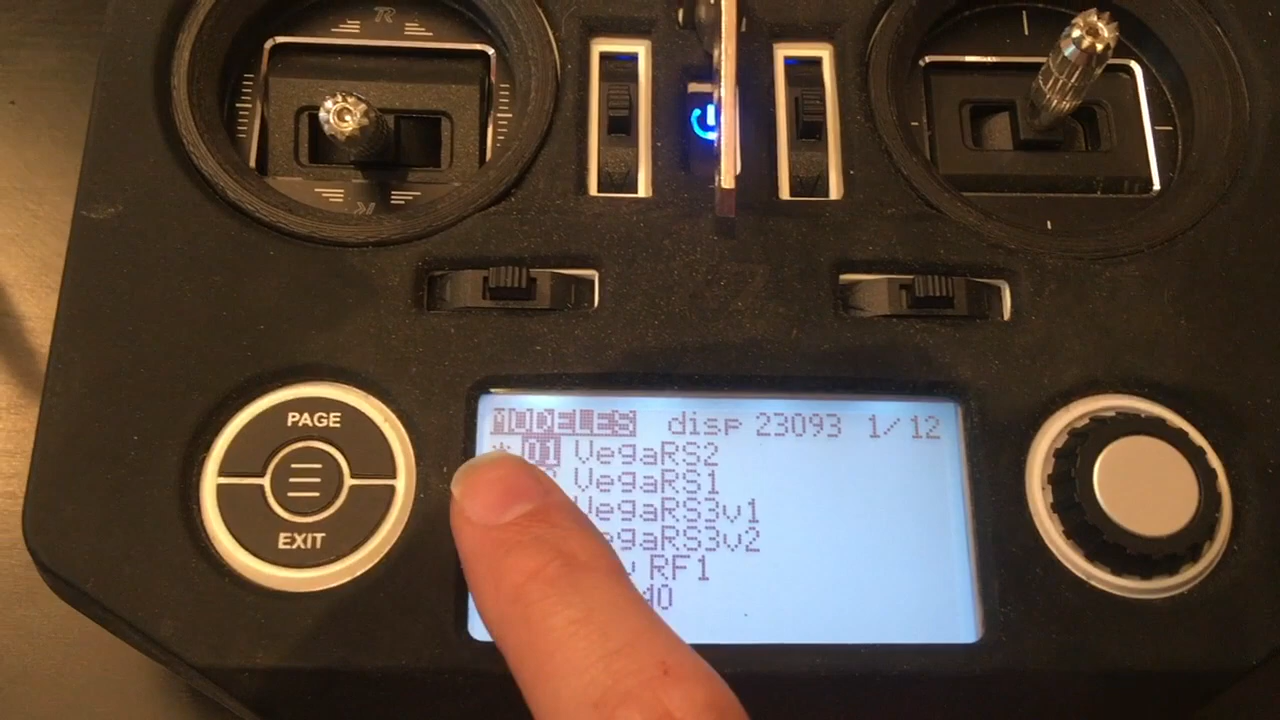 PAGE
EXIT
MODELES disp 23093 1/12
* 01 VegaRS2
VegaRS1
VegaRS3v1
VegaRS3v2
RF1